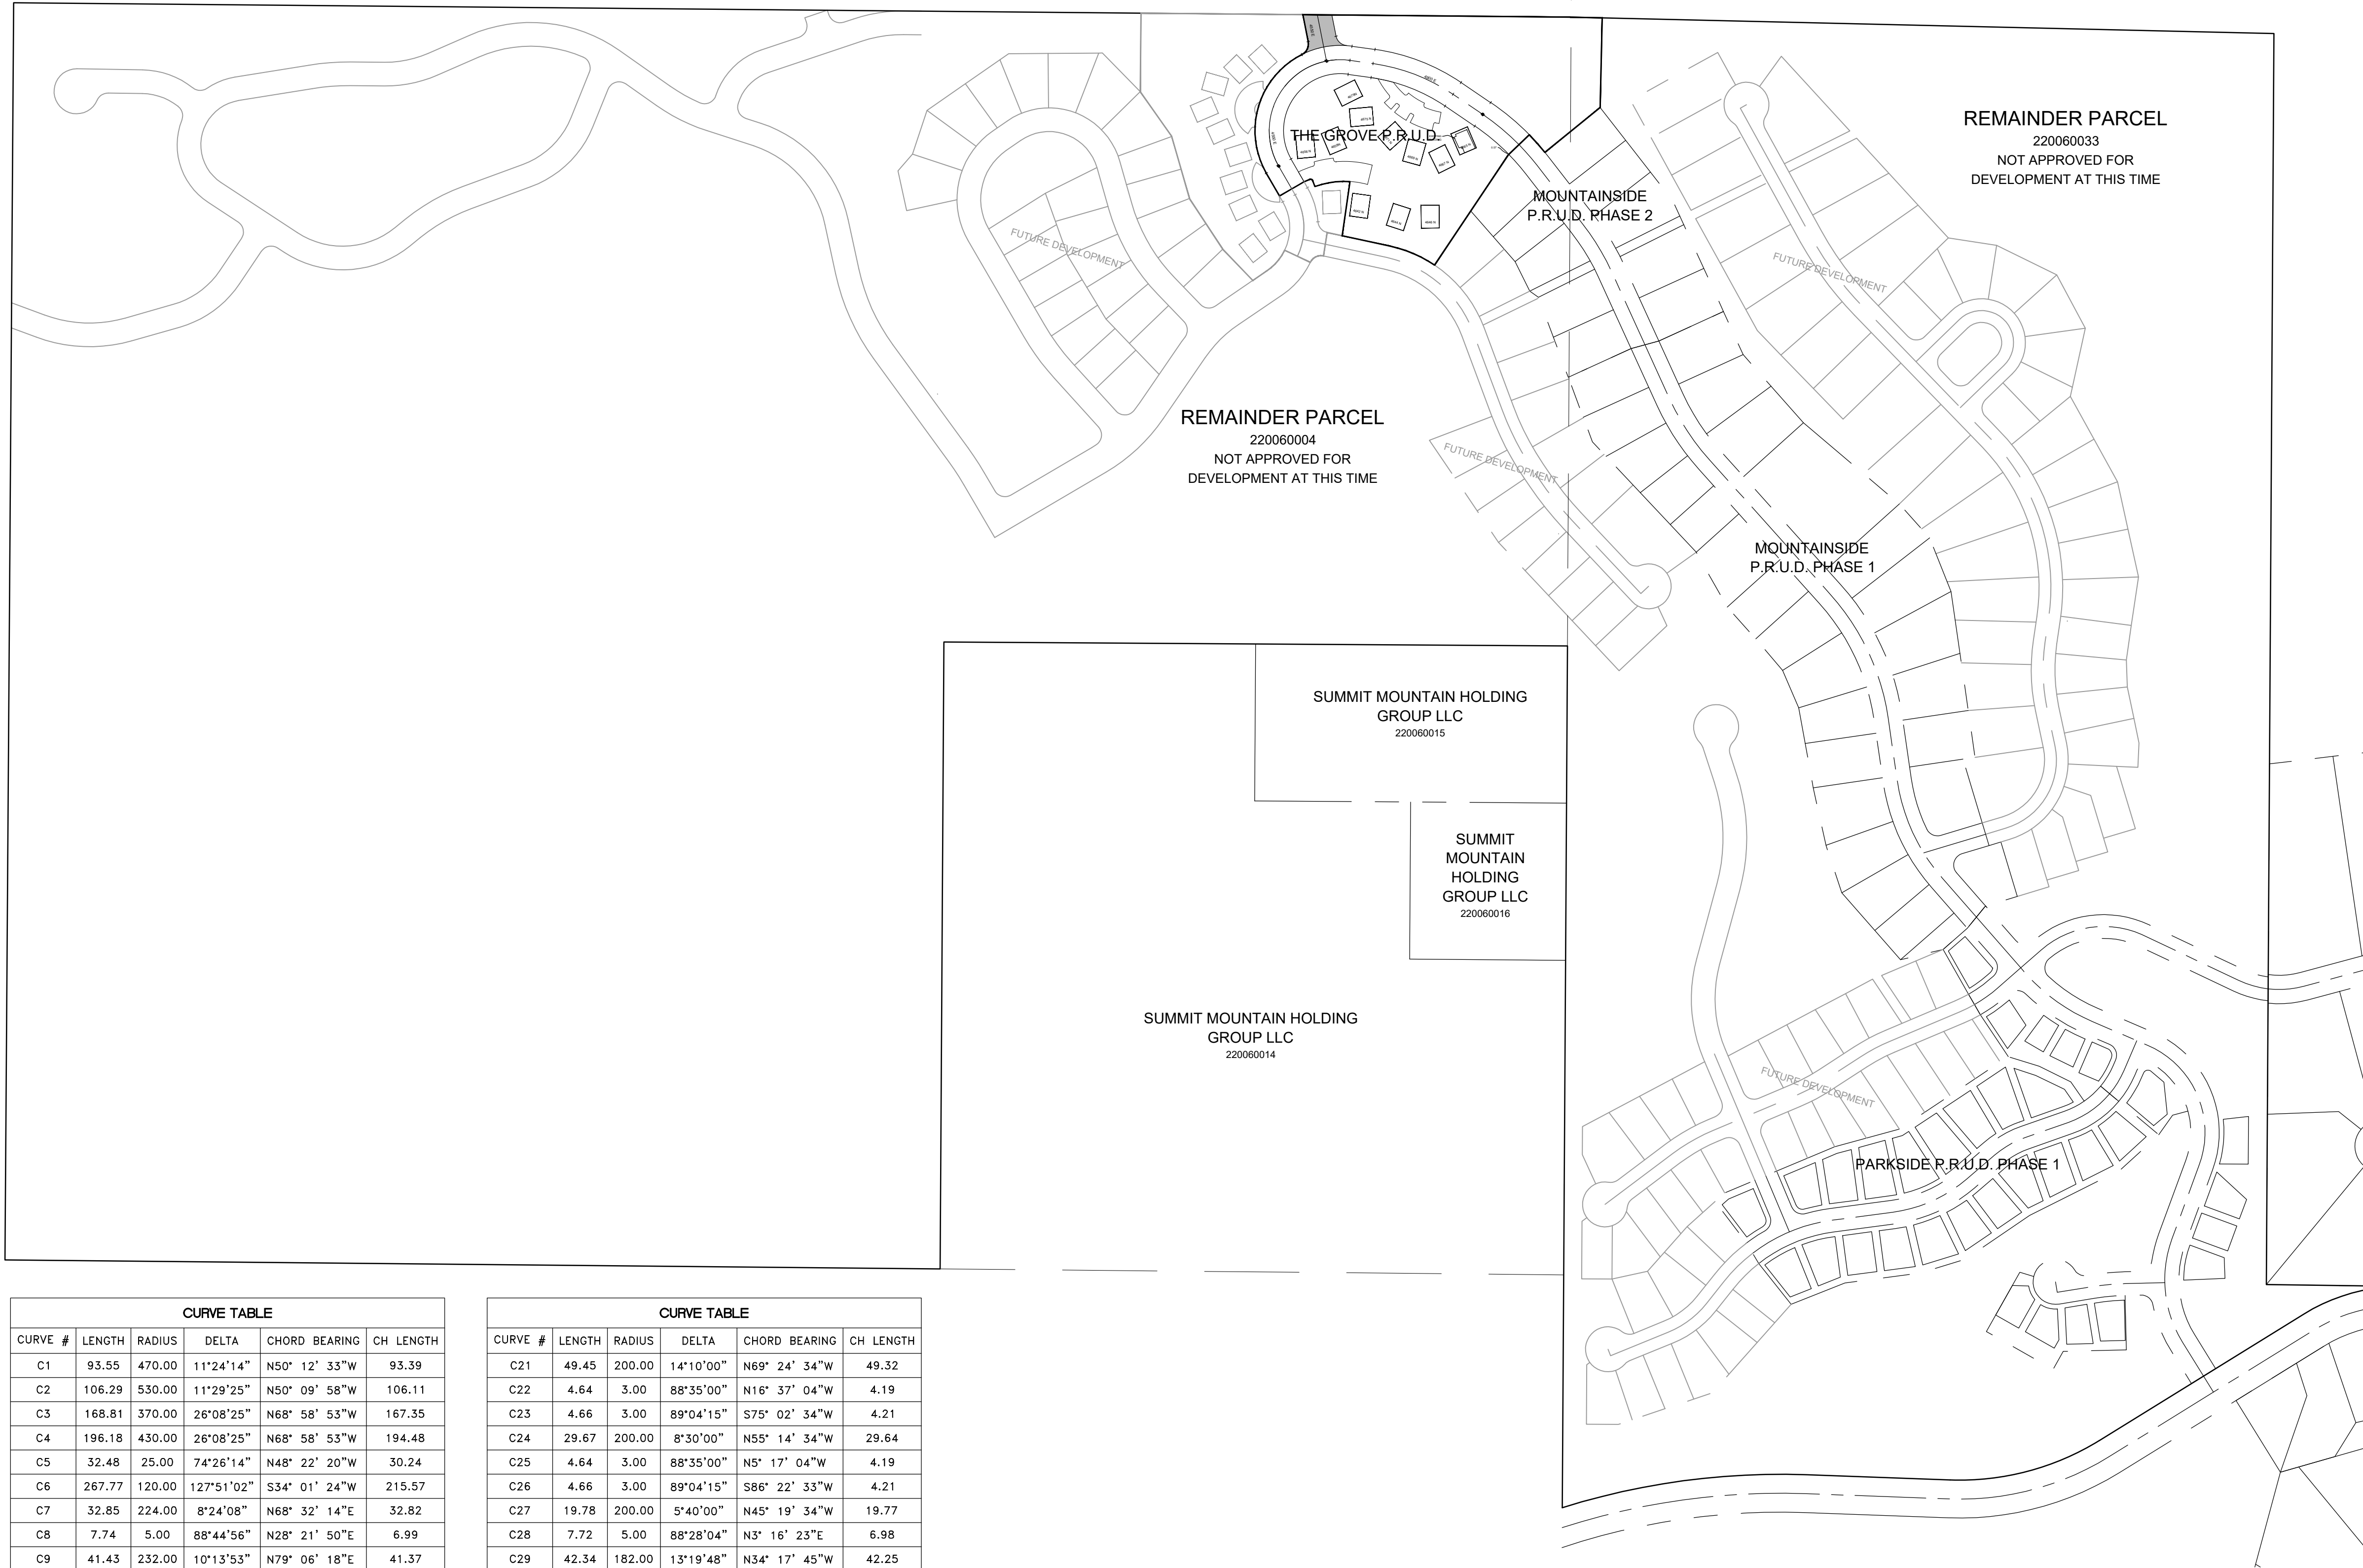 THE GROVE P.R.U.D.
REMAINDER PARCEL
220060033
NOT APPROVED FOR
DEVELOPMENT AT THIS TIME
MOUNTAINSIDE
P.R.U.D. PHASE 2
FUTURE DEVELOPMENT
FUTURE DEVELOPMENT
REMAINDER PARCEL
220060004
NOT APPROVED FOR
DEVELOPMENT AT THIS TIME
FUTURE DEVELOPMENT
MOUNTAINSIDE
P.R.U.D. PHASE 1
SUMMIT MOUNTAIN HOLDING
GROUP LLC
220060015
SUMMIT
MOUNTAIN
HOLDING
GROUP LLC
220060016
SUMMIT MOUNTAIN HOLDING
GROUP LLC
220060014
FUTURE DEVELOPMENT
PARKSIDE P.R.U.D. PHASE 1
CURVE TABLE
CURVE # LENGTH RADIUS DELTA CHORD BEARING CH LENGTH
C1 93.55 470.00 11°24'14" N50° 12' 33"W 93.39
C2 106.29 530.00 11°29'25" N50° 09' 58"W 106.11
C3 168.81 370.00 26°08'25" N68° 58' 53"W 167.35
C4 196.18 430.00 26°08'25" N68° 58' 53"W 194.48
C5 32.48 25.00 74°26'14" N48° 22' 20"W 30.24
C6 267.77 120.00 127°51'02" S34° 01' 24"W 215.57
C7 32.85 224.00 8°24'08" N68° 32' 14"E 32.82
C8 7.74 5.00 88°44'56" N28° 21' 50"E 6.99
C9 41.43 232.00 10°13'53" N79° 06' 18"E 41.37
CURVE TABLE
CURVE # LENGTH RADIUS DELTA CHORD BEARING CH LENGTH
C21 49.45 200.00 14°10'00" N69° 24' 34"W 49.32
C22 4.64 3.00 88°35'00" N16° 37' 04"W 4.19
C23 4.66 3.00 89°04'15" S75° 02' 34"W 4.21
C24 29.67 200.00 8°30'00" N55° 14' 34"W 29.64
C25 4.64 3.00 88°35'00" N5° 17' 04"W 4.19
C26 4.66 3.00 89°04'15" S86° 22' 33"W 4.21
C27 19.78 200.00 5°40'00" N45° 19' 34"W 19.77
C28 7.72 5.00 88°28'04" N3° 16' 23"E 6.98
C29 42.34 182.00 13°19'48" N34° 17' 45"W 42.25